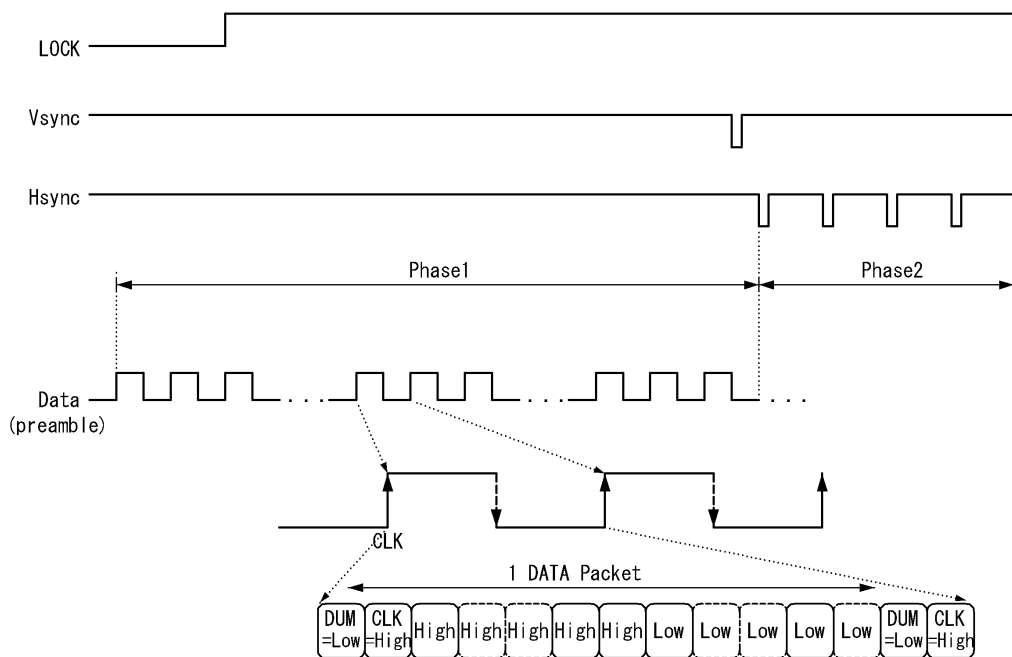 LOCK
Vsync
Hsync
Phase1
Phase2
Data
(preamble)
. . .
. . .
. . .
CLK
1 DATA Packet
DUM
=Low
CLK
=High
High
High
High
High
High
Low
Low
Low
Low
Low
DUM
=Low
CLK
=High